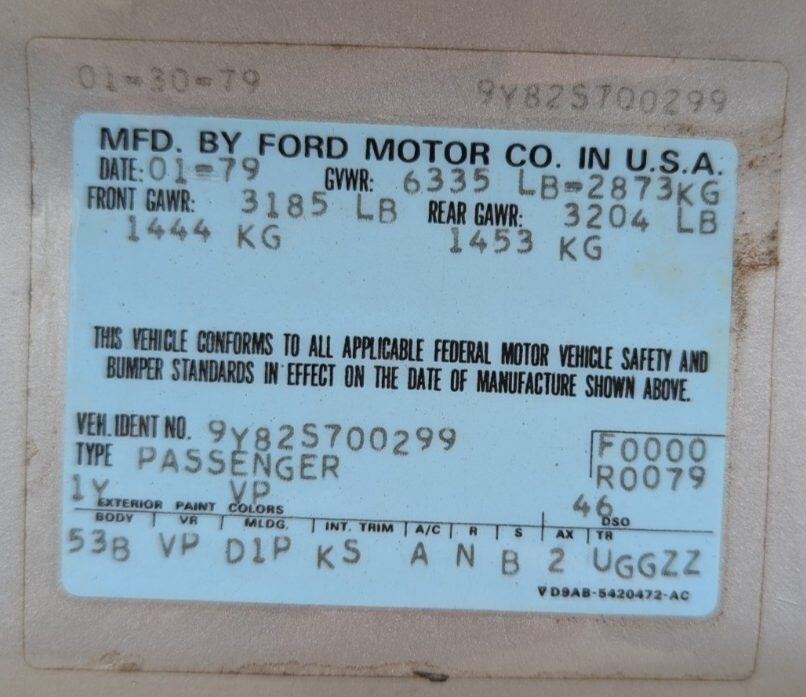 01-30-79 9Y82S700299
MFD. BY FORD MOTOR CO. IN U.S.A.
DATE: 01-79 GVWR: 6335 LB=2873KG
FRONT GAWR: 3185 LB REAR GAWR: 3204 LB
1444 KG 1453 KG
THIS VEHICLE CONFORMS TO ALL APPLICABLE FEDERAL MOTOR VEHICLE SAFETY AND
BUMPER STANDARDS IN EFFECT ON THE DATE OF MANUFACTURE SHOWN ABOVE.
VEH. IDENT NO. 9Y82S700299 F0000
TYPE PASSENGER R0079
1Y VP 46
EXTERIOR PAINT COLORS DSO
BODY VR MLDG. INT. TRIM A/C R S AX TR
53B VP D1P KS A N B 2 UGGZZ
VD9AB-5420472-AC